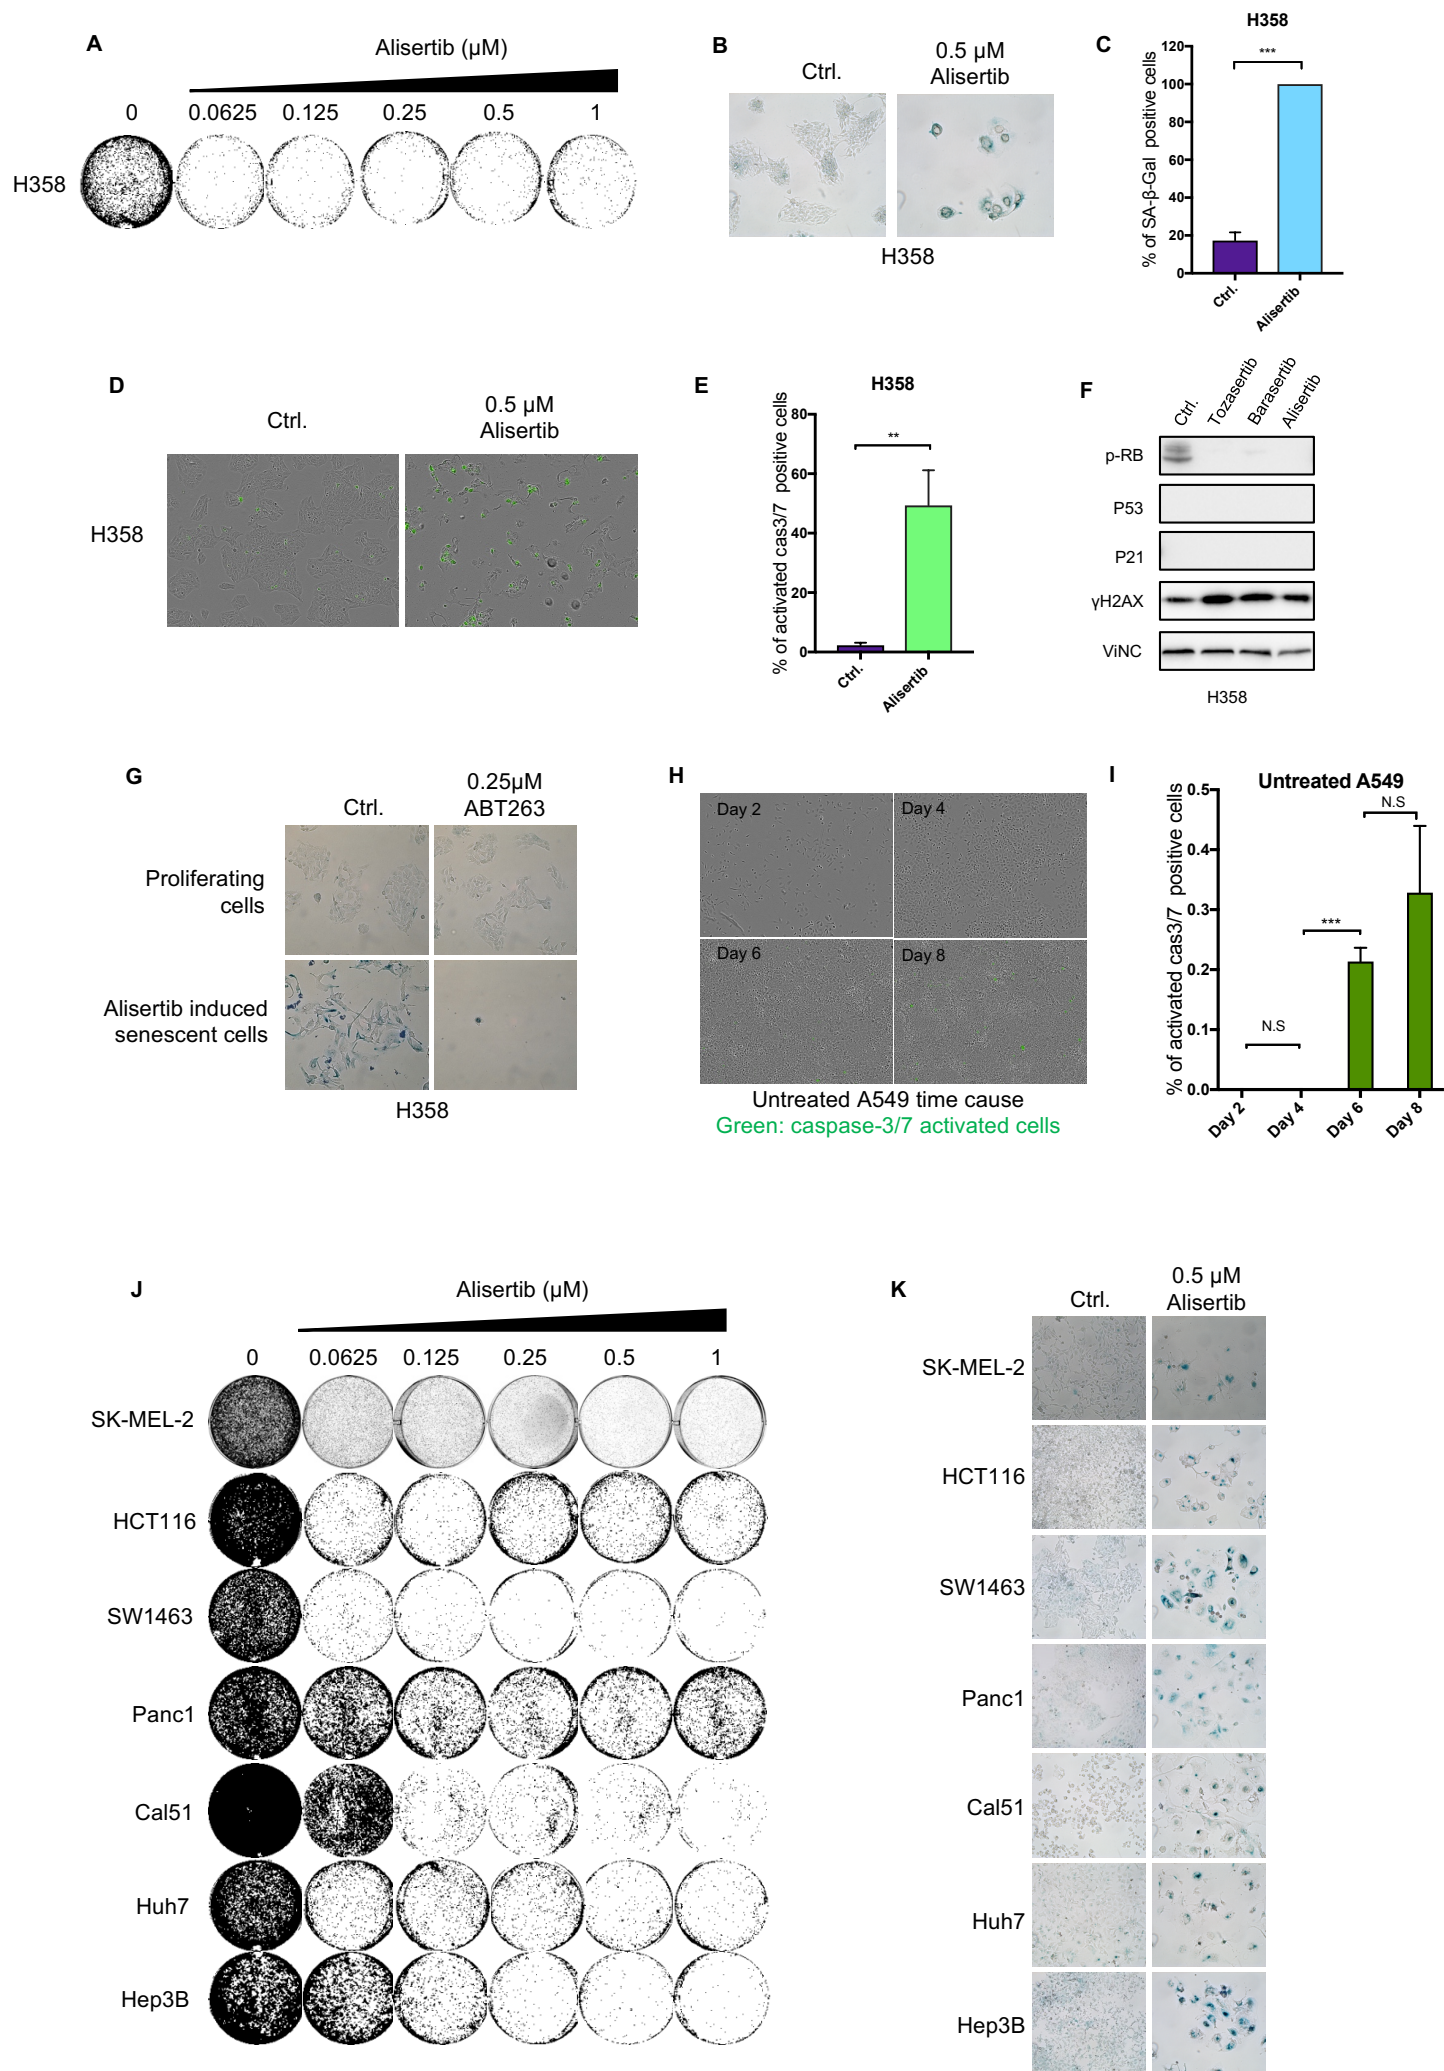 A
Alisertib (μM)
0 0.0625 0.125 0.25 0.5 1
H358
B
Ctrl.
0.5 μM
Alisertib
H358
C
H358
% of SA-β-Gal positive cells
120
100
80
60
40
20
0
***
Ctrl.
Alisertib
D
Ctrl.
0.5 μM
Alisertib
H358
E
H358
% of activated cas3/7 positive cells
80
60
40
20
0
**
Ctrl.
Alisertib
F
Ctrl.
Tozasertib
Barasertib
Alisertib
p-RB
P53
P21
γH2AX
ViNC
H358
G
Ctrl.
0.25μM
ABT263
Proliferating
cells
Alisertib induced
senescent cells
H358
H
Day 2
Day 4
Day 6
Day 8
Untreated A549 time cause
Green: caspase-3/7 activated cells
I
Untreated A549
% of activated cas3/7 positive cells
0.5
0.4
0.3
0.2
0.1
0.0
N.S
***
N.S
Day 2
Day 4
Day 6
Day 8
J
Alisertib (μM)
0 0.0625 0.125 0.25 0.5 1
SK-MEL-2
HCT116
SW1463
Panc1
Cal51
Huh7
Hep3B
K
Ctrl.
0.5 μM
Alisertib
SK-MEL-2
HCT116
SW1463
Panc1
Cal51
Huh7
Hep3B